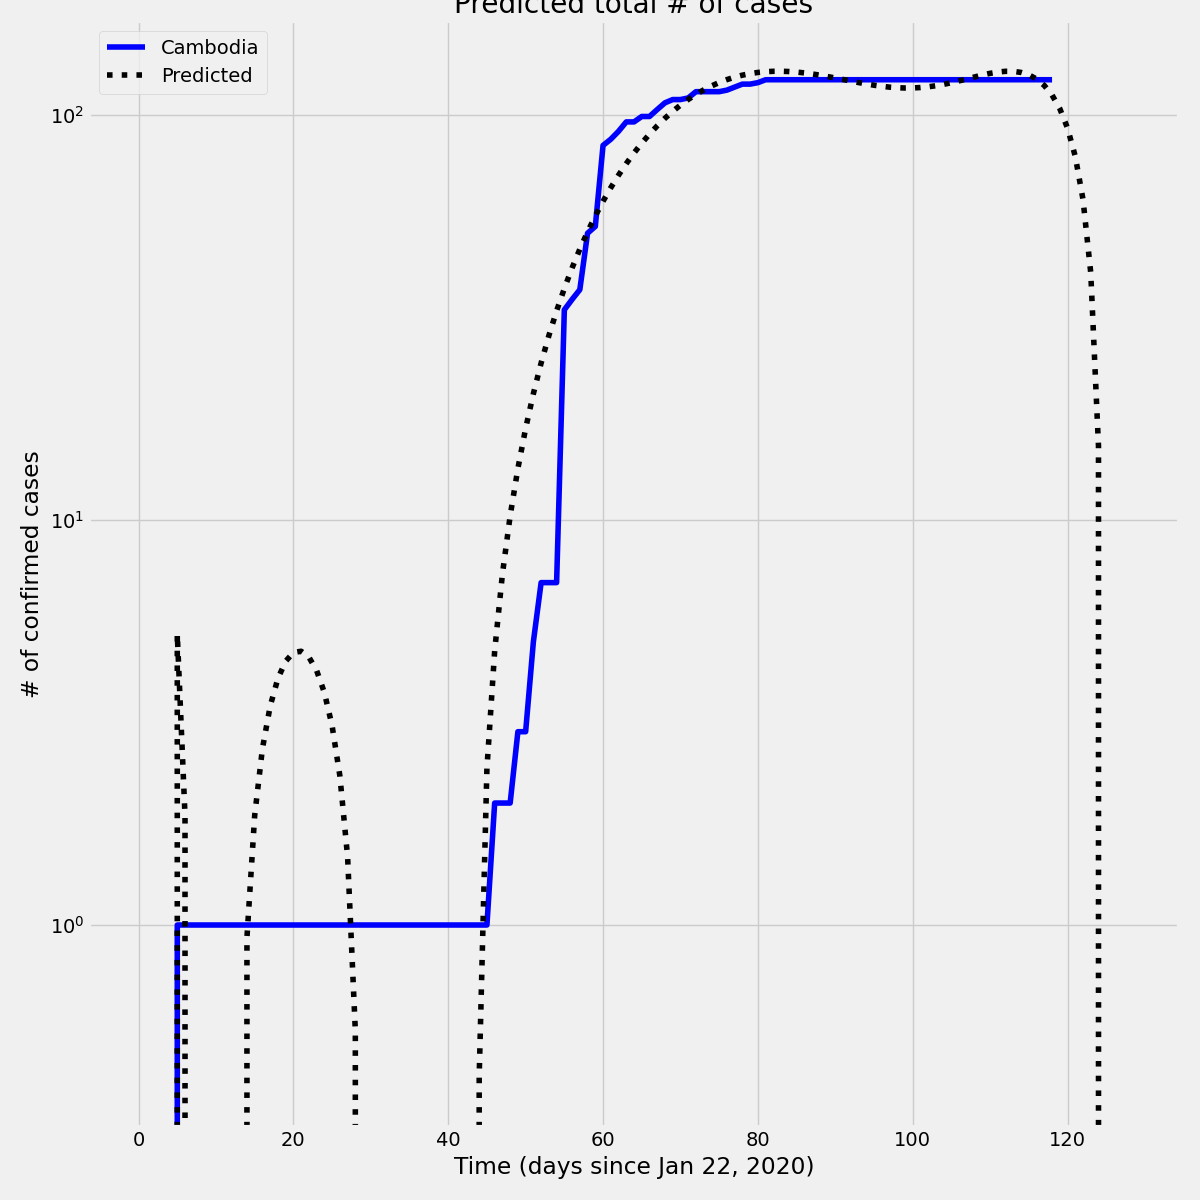 Predicted total # of cases
Cambodia
Predicted
10²
10¹
10⁰
# of confirmed cases
0 20 40 60 80 100 120
Time (days since Jan 22, 2020)